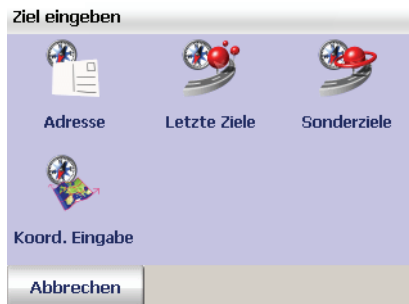 Ziel eingeben
Adresse Letzte Ziele Sonderziele
Koord. Eingabe
Abbrechen